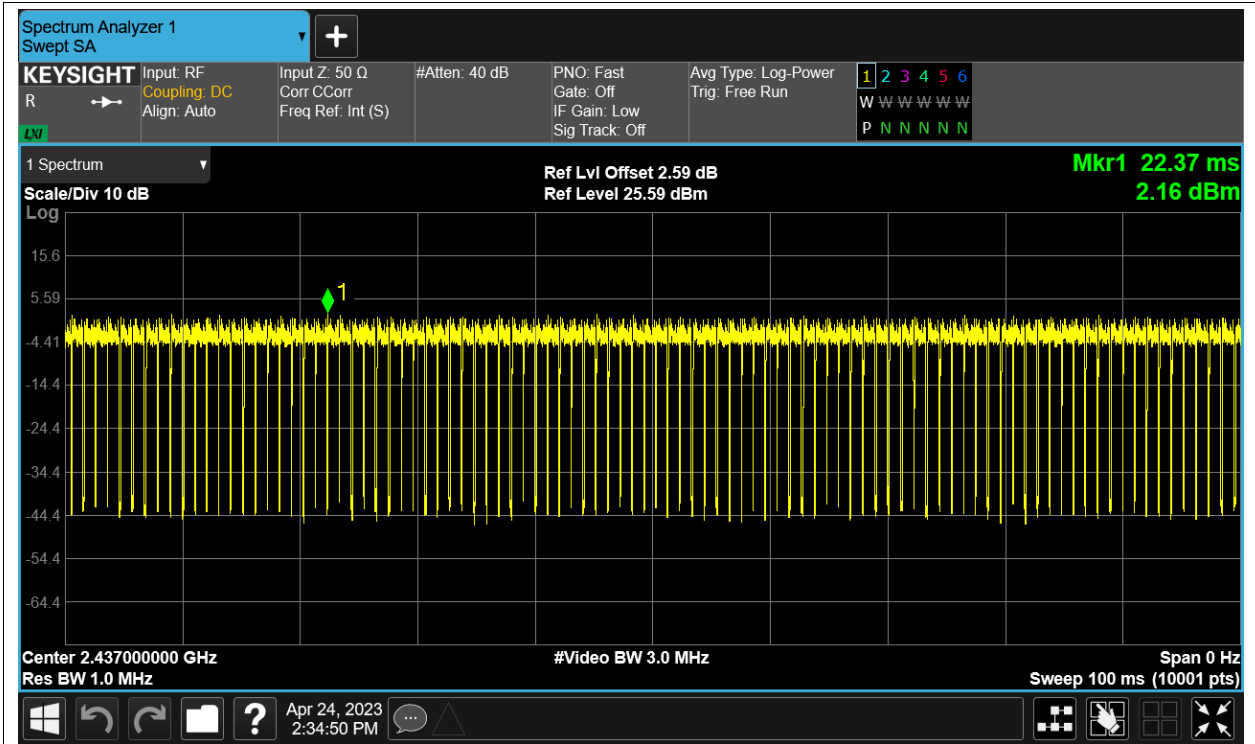 Spectrum Analyzer 1
Swept SA
KEYSIGHT
R
LXI
Input: RF
Coupling: DC
Align: Auto
Input Z: 50 Ω
Corr CCorr
Freq Ref: Int (S)
#Atten: 40 dB
PNO: Fast
Gate: Off
IF Gain: Low
Sig Track: Off
Avg Type: Log-Power
Trig: Free Run
1 2 3 4 5 6
W W W W W W
P N N N N N
1 Spectrum
Scale/Div 10 dB
Ref Lvl Offset 2.59 dB
Ref Level 25.59 dBm
Mkr1 22.37 ms
2.16 dBm
Log
15.6
5.59
-4.41
-14.4
-24.4
-34.4
-44.4
-54.4
-64.4
1
Center 2.437000000 GHz
Res BW 1.0 MHz
#Video BW 3.0 MHz
Span 0 Hz
Sweep 100 ms (10001 pts)
?
Apr 24, 2023
2:34:50 PM